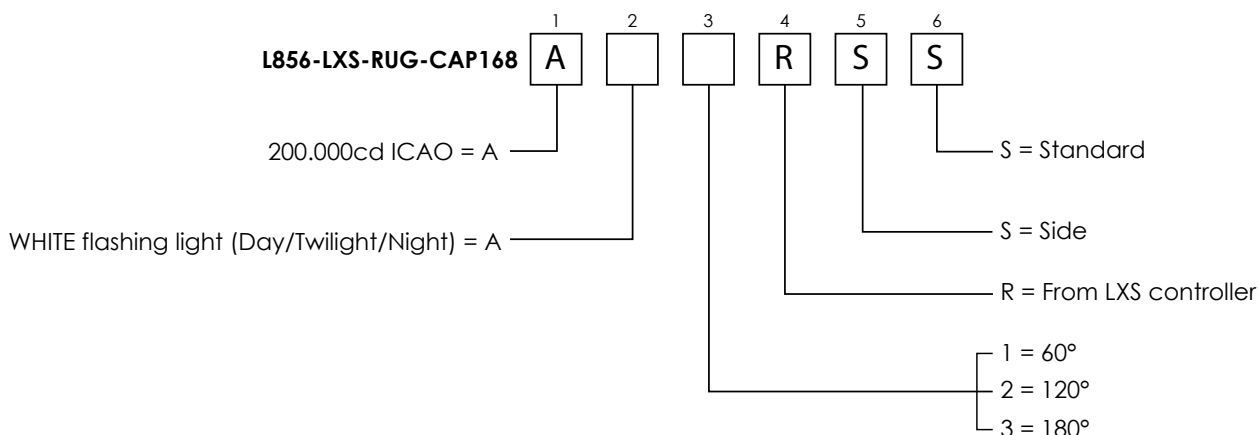 1 2 3 4 5 6
L856-LXS-RUG-CAP168 A R S S
200.000cd ICAO = A
S = Standard
WHITE flashing light (Day/Twilight/Night) = A
S = Side
R = From LXS controller
1 = 60°
2 = 120°
3 = 180°